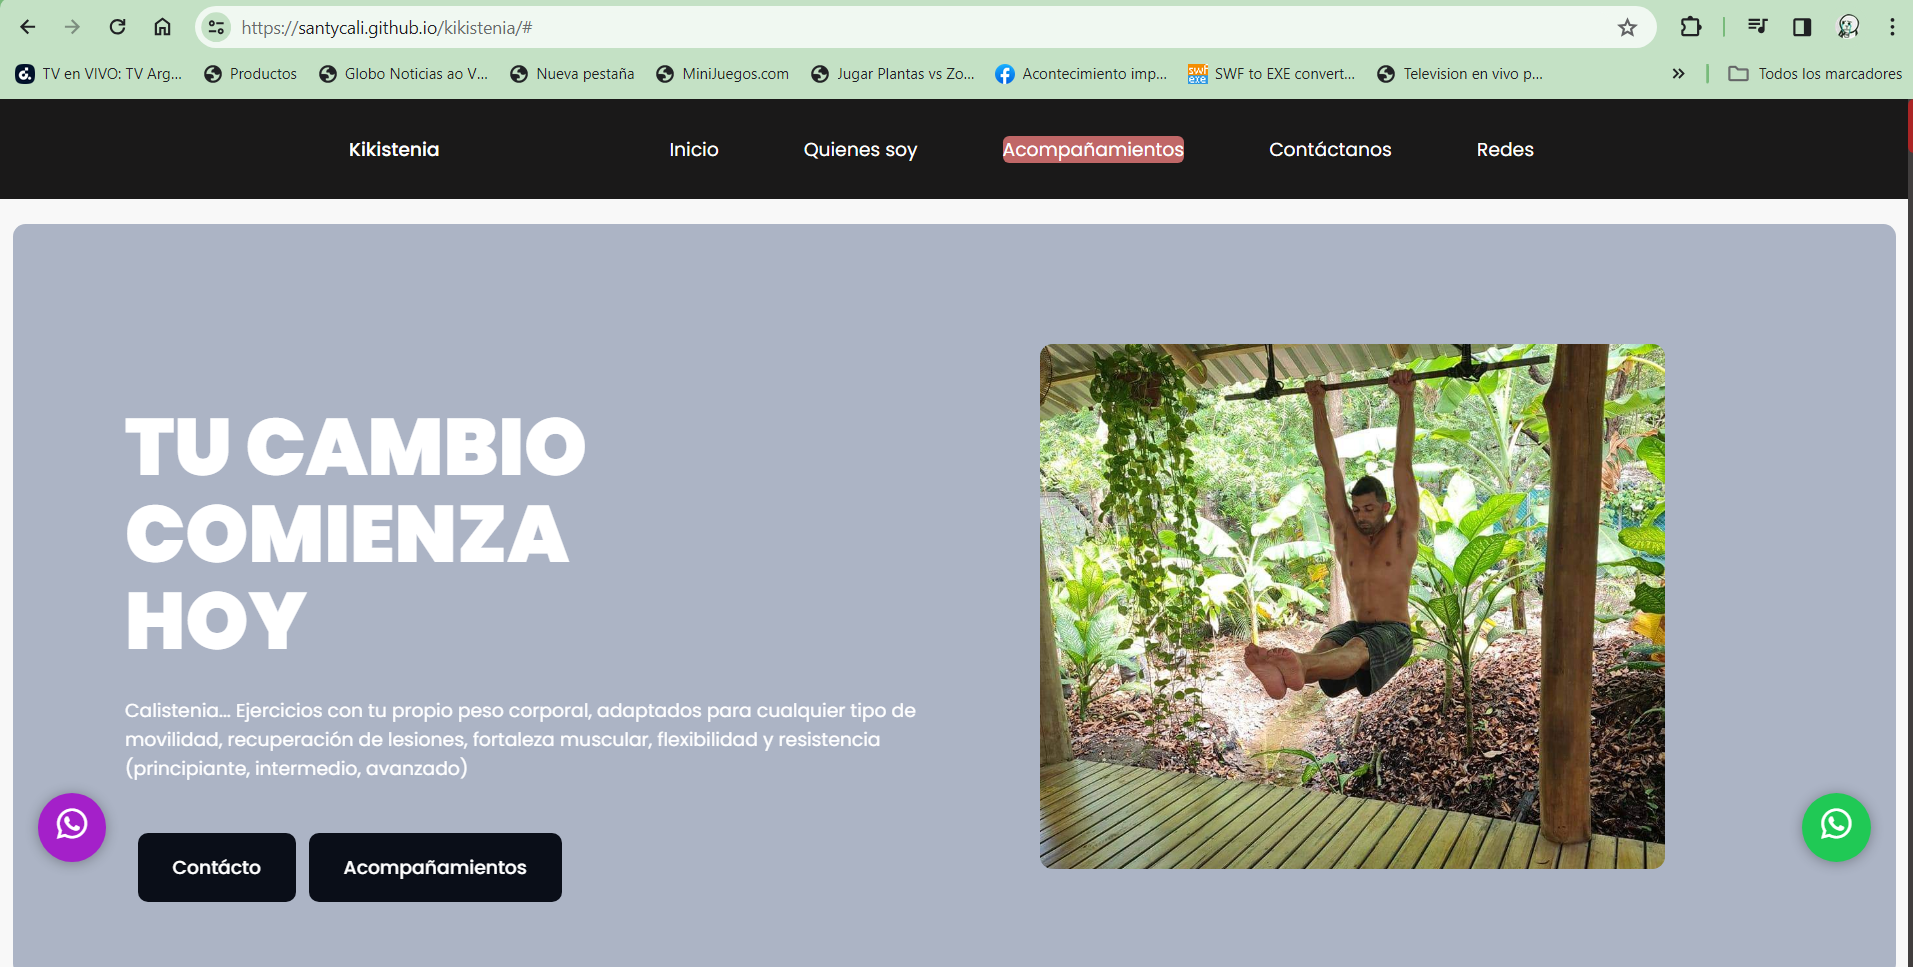 https://santycali.github.io/kikistenia/#
TV en VIVO: TV Arg... Productos Globo Noticias ao V... Nueva pestaña MiniJuegos.com Jugar Plantas vs Zo... Acontecimiento imp... swf exe SWF to EXE convert... Television en vivo p... » Todos los marcadores
Kikistenia Inicio Quienes soy Acompañamientos Contáctanos Redes
TU CAMBIO
COMIENZA
HOY
Calistenia... Ejercicios con tu propio peso corporal, adaptados para cualquier tipo de
movilidad, recuperación de lesiones, fortaleza muscular, flexibilidad y resistencia
(principiante, intermedio, avanzado)
Contácto Acompañamientos